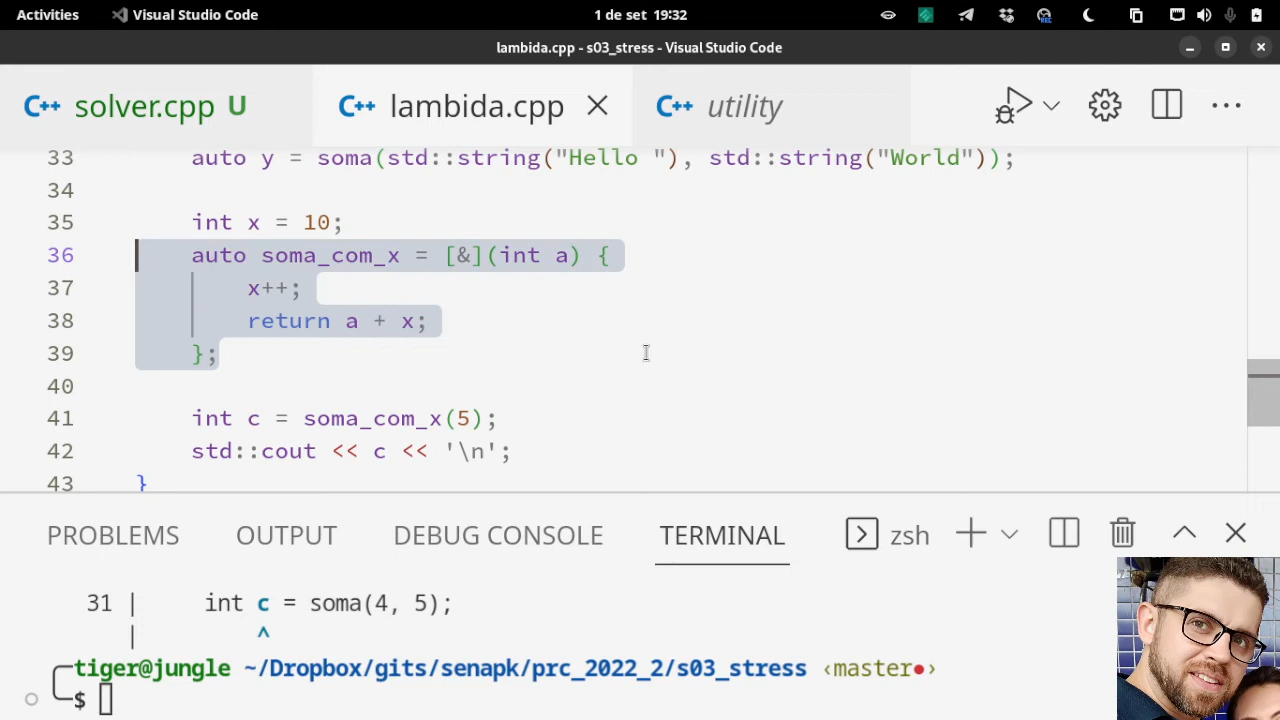 Activities Visual Studio Code 1 de set 19:32
lambida.cpp - s03_stress - Visual Studio Code
C++ solver.cpp U C++ lambida.cpp C++ utility
33 auto y = soma(std::string("Hello "), std::string("World"));
34
35 int x = 10;
36 auto soma_com_x = [&](int a) {
37 x++;
38 return a + x;
39 };
40
41 int c = soma_com_x(5);
42 std::cout << c << '\n';
43 }
PROBLEMS OUTPUT DEBUG CONSOLE TERMINAL zsh
31 | int c = soma(4, 5);
| ^
tiger@jungle ~/Dropbox/gits/senapk/prc_2022_2/s03_stress ‹master●›
$